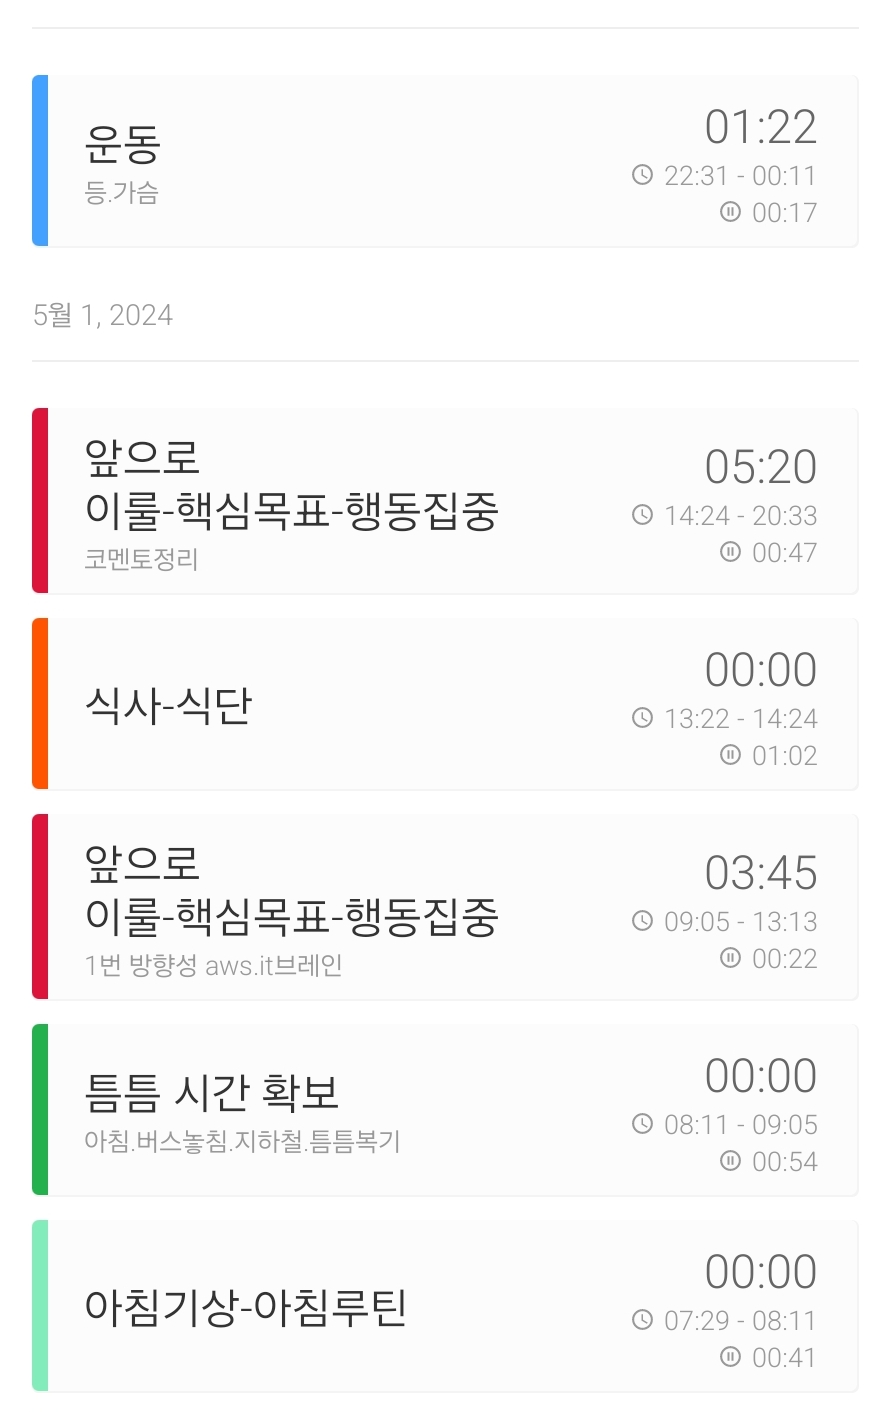 운동
등.가슴
01:22
22:31 - 00:11
00:17
5월 1, 2024
앞으로
이룰-핵심목표-행동집중
코멘토정리
05:20
14:24 - 20:33
00:47
식사-식단
00:00
13:22 - 14:24
01:02
앞으로
이룰-핵심목표-행동집중
1번 방향성 aws.it브레인
03:45
09:05 - 13:13
00:22
틈틈 시간 확보
아침.버스놓침.지하철.틈틈복기
00:00
08:11 - 09:05
00:54
아침기상-아침루틴
00:00
07:29 - 08:11
00:41